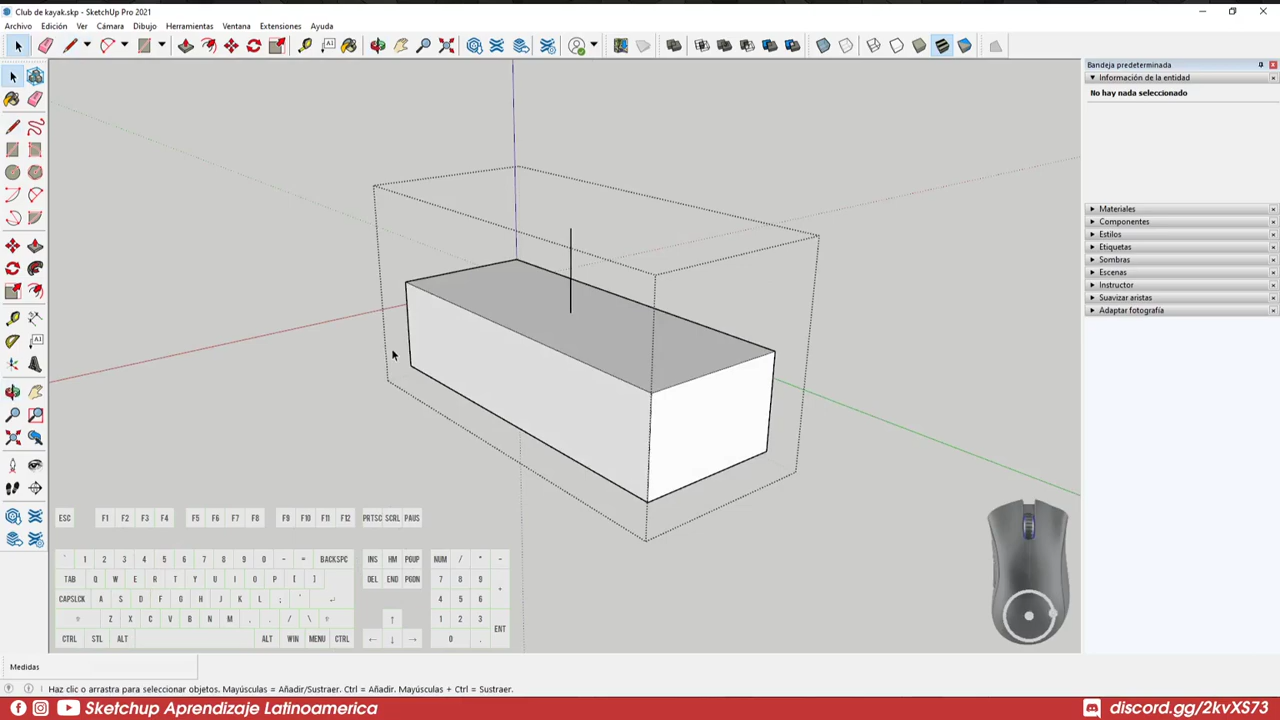 Club de kayak.skp - SketchUp Pro 2021
Archivo Edición Ver Cámara Dibujo Herramientas Ventana Extensiones Ayuda
Bandeja predeterminada
Información de la entidad
No hay nada seleccionado
Materiales
Componentes
Estilos
Etiquetas
Sombras
Escenas
Instructor
Suavizar aristas
Adaptar fotografía
ESC F1 F2 F3 F4 F5 F6 F7 F8 F9 F10 F11 F12 PRTSC SCRL PAUS
` 1 2 3 4 5 6 7 8 9 0 - = BACKSPC INS HM PGUP NUM / * -
TAB Q W E R T Y U I O P [ ] DEL END PGDN 7 8 9 +
CAPSLCK A S D F G H J K L ; ' 4 5 6
Z X C V B N M , . / \ ↑ 1 2 3 ENT
CTRL STL ALT ALT WIN MENU CTRL ← ↓ → 0 .
Medidas
Haz clic o arrastra para seleccionar objetos. Mayúsculas = Añadir/Sustraer. Ctrl = Añadir. Mayúsculas + Ctrl = Sustraer.
Sketchup Aprendizaje Latinoamerica
discord.gg/2kvXS73